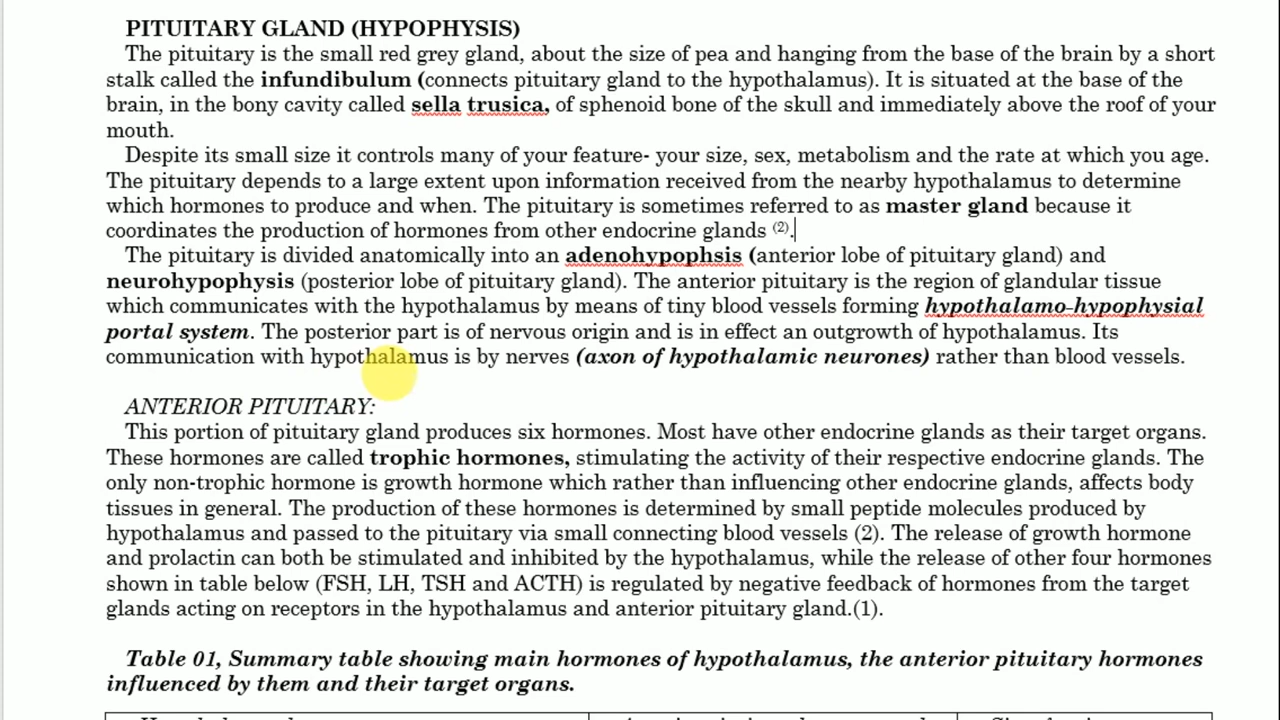 PITUITARY GLAND (HYPOPHYSIS)
The pituitary is the small red grey gland, about the size of pea and hanging from the base of the brain by a short
stalk called the infundibulum (connects pituitary gland to the hypothalamus). It is situated at the base of the
brain, in the bony cavity called sella trusica, of sphenoid bone of the skull and immediately above the roof of your
mouth.
Despite its small size it controls many of your feature- your size, sex, metabolism and the rate at which you age.
The pituitary depends to a large extent upon information received from the nearby hypothalamus to determine
which hormones to produce and when. The pituitary is sometimes referred to as master gland because it
coordinates the production of hormones from other endocrine glands (2).
The pituitary is divided anatomically into an adenohypophsis (anterior lobe of pituitary gland) and
neurohypophysis (posterior lobe of pituitary gland). The anterior pituitary is the region of glandular tissue
which communicates with the hypothalamus by means of tiny blood vessels forming hypothalamo-hypophysial
portal system. The posterior part is of nervous origin and is in effect an outgrowth of hypothalamus. Its
communication with hypothalamus is by nerves (axon of hypothalamic neurones) rather than blood vessels.
ANTERIOR PITUITARY:
This portion of pituitary gland produces six hormones. Most have other endocrine glands as their target organs.
These hormones are called trophic hormones, stimulating the activity of their respective endocrine glands. The
only non-trophic hormone is growth hormone which rather than influencing other endocrine glands, affects body
tissues in general. The production of these hormones is determined by small peptide molecules produced by
hypothalamus and passed to the pituitary via small connecting blood vessels (2). The release of growth hormone
and prolactin can both be stimulated and inhibited by the hypothalamus, while the release of other four hormones
shown in table below (FSH, LH, TSH and ACTH) is regulated by negative feedback of hormones from the target
glands acting on receptors in the hypothalamus and anterior pituitary gland.(1).
Table 01, Summary table showing main hormones of hypothalamus, the anterior pituitary hormones
influenced by them and their target organs.